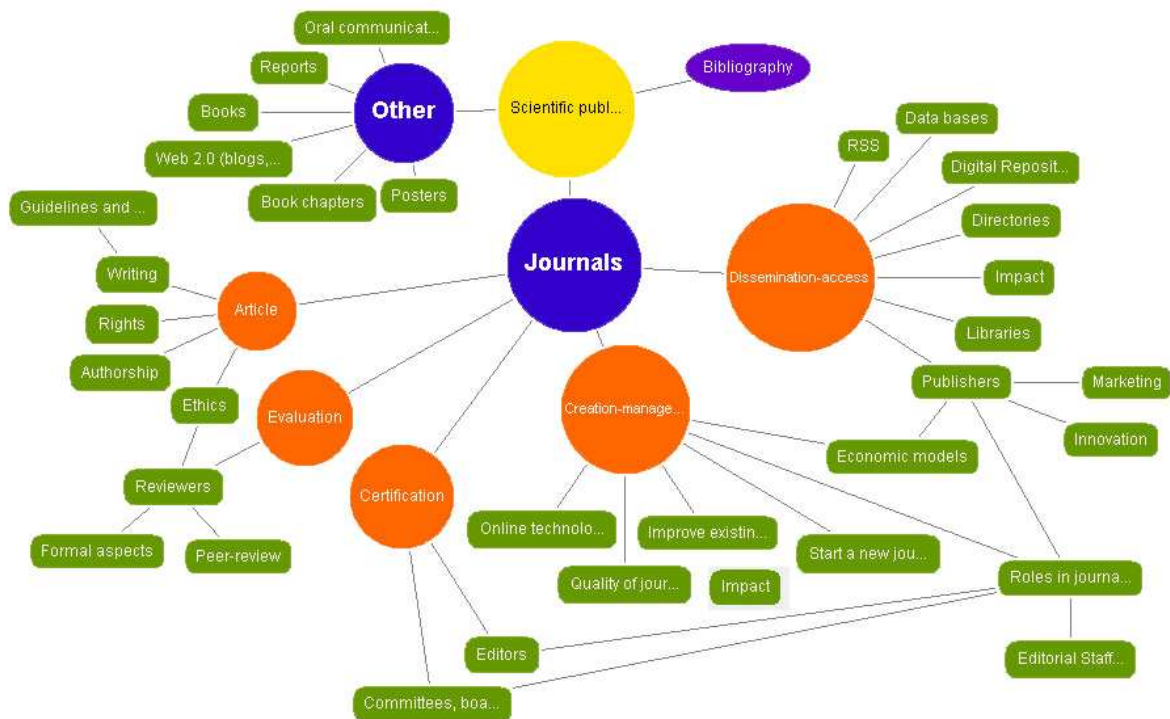 Oral communicat...
Reports
Other
Scientific publ...
Bibliography
Books
Web 2.0 (blogs,...
Book chapters
Posters
Data bases
RSS
Digital Reposit...
Directories
Impact
Libraries
Dissemination-access
Journals
Guidelines and ...
Writing
Article
Rights
Authorship
Ethics
Evaluation
Reviewers
Formal aspects
Peer-review
Certification
Creation-manage...
Publishers
Marketing
Innovation
Economic models
Online technolo...
Improve existin...
Start a new jou...
Quality of jour...
Impact
Roles in journa...
Editors
Editorial Staff...
Committees, boa...